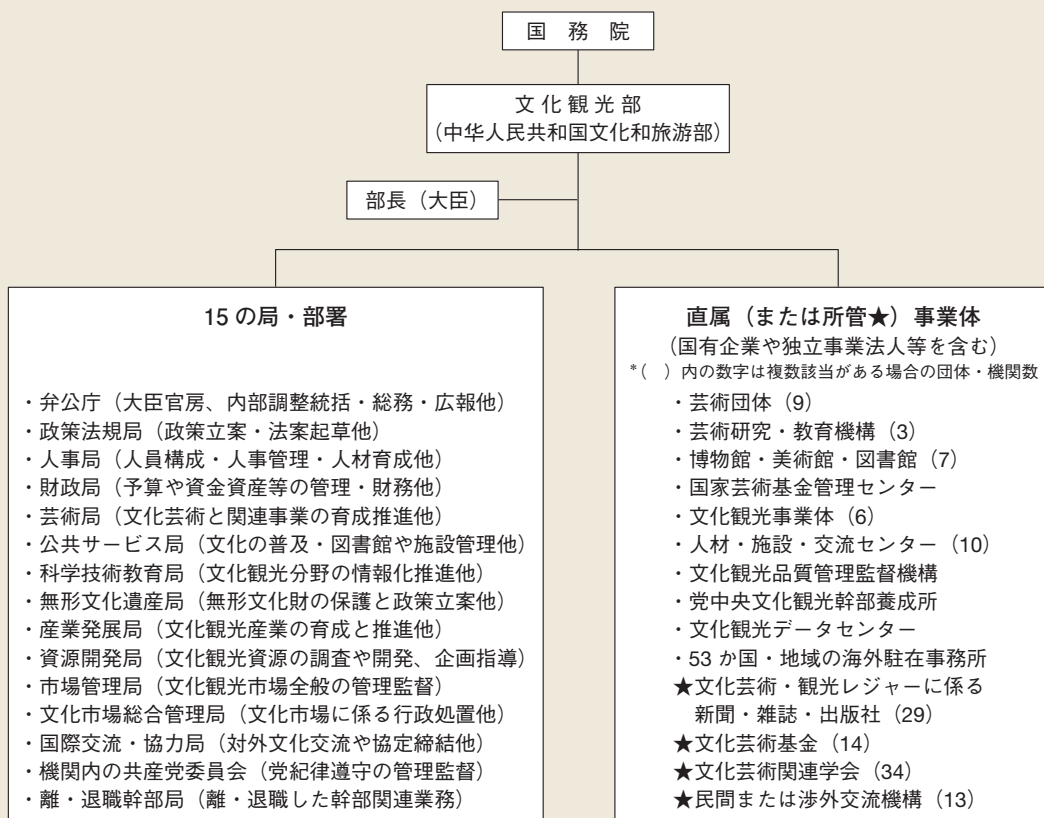 国 務 院
文化観光部
(中华人民共和国文化和旅游部)
部長（大臣）
15 の局・部署
・弁公庁（大臣官房、内部調整統括・総務・広報他）
・政策法規局（政策立案・法案起草他）
・人事局（人員構成・人事管理・人材育成他）
・財政局（予算や資金資産等の管理・財務他）
・芸術局（文化芸術と関連事業の育成推進他）
・公共サービス局（文化の普及・図書館や施設管理他）
・科学技術教育局（文化観光分野の情報化推進他）
・無形文化遺産局（無形文化財の保護と政策立案他）
・産業発展局（文化観光産業の育成と推進他）
・資源開発局（文化観光資源の調査や開発、企画指導）
・市場管理局（文化観光市場全般の管理監督）
・文化市場総合管理局（文化市場に係る行政処置他）
・国際交流・協力局（対外文化交流や協定締結他）
・機関内の共産党委員会（党紀律遵守の管理監督）
・離・退職幹部局（離・退職した幹部関連業務）
直属（または所管★）事業体
（国有企業や独立事業法人等を含む）
*（　）内の数字は複数該当がある場合の団体・機関数
・芸術団体（9）
・芸術研究・教育機構（3）
・博物館・美術館・図書館（7）
・国家芸術基金管理センター
・文化観光事業体（6）
・人材・施設・交流センター（10）
・文化観光品質管理監督機構
・党中央文化観光幹部養成所
・文化観光データセンター
・53 か国・地域の海外駐在事務所
★文化芸術・観光レジャーに係る
新聞・雑誌・出版社（29）
★文化芸術基金（14）
★文化芸術関連学会（34）
★民間または渉外交流機構（13）